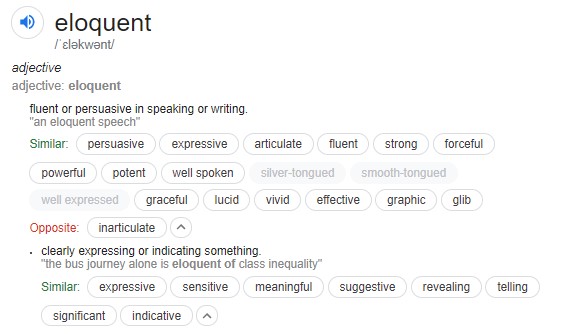 eloquent
/ˈɛləkwənt/
adjective
adjective: eloquent
fluent or persuasive in speaking or writing.
"an eloquent speech"
Similar: persuasive expressive articulate fluent strong forceful
powerful potent well spoken silver-tongued smooth-tongued
well expressed graceful lucid vivid effective graphic glib
Opposite: inarticulate
• clearly expressing or indicating something.
"the bus journey alone is eloquent of class inequality"
Similar: expressive sensitive meaningful suggestive revealing telling
significant indicative